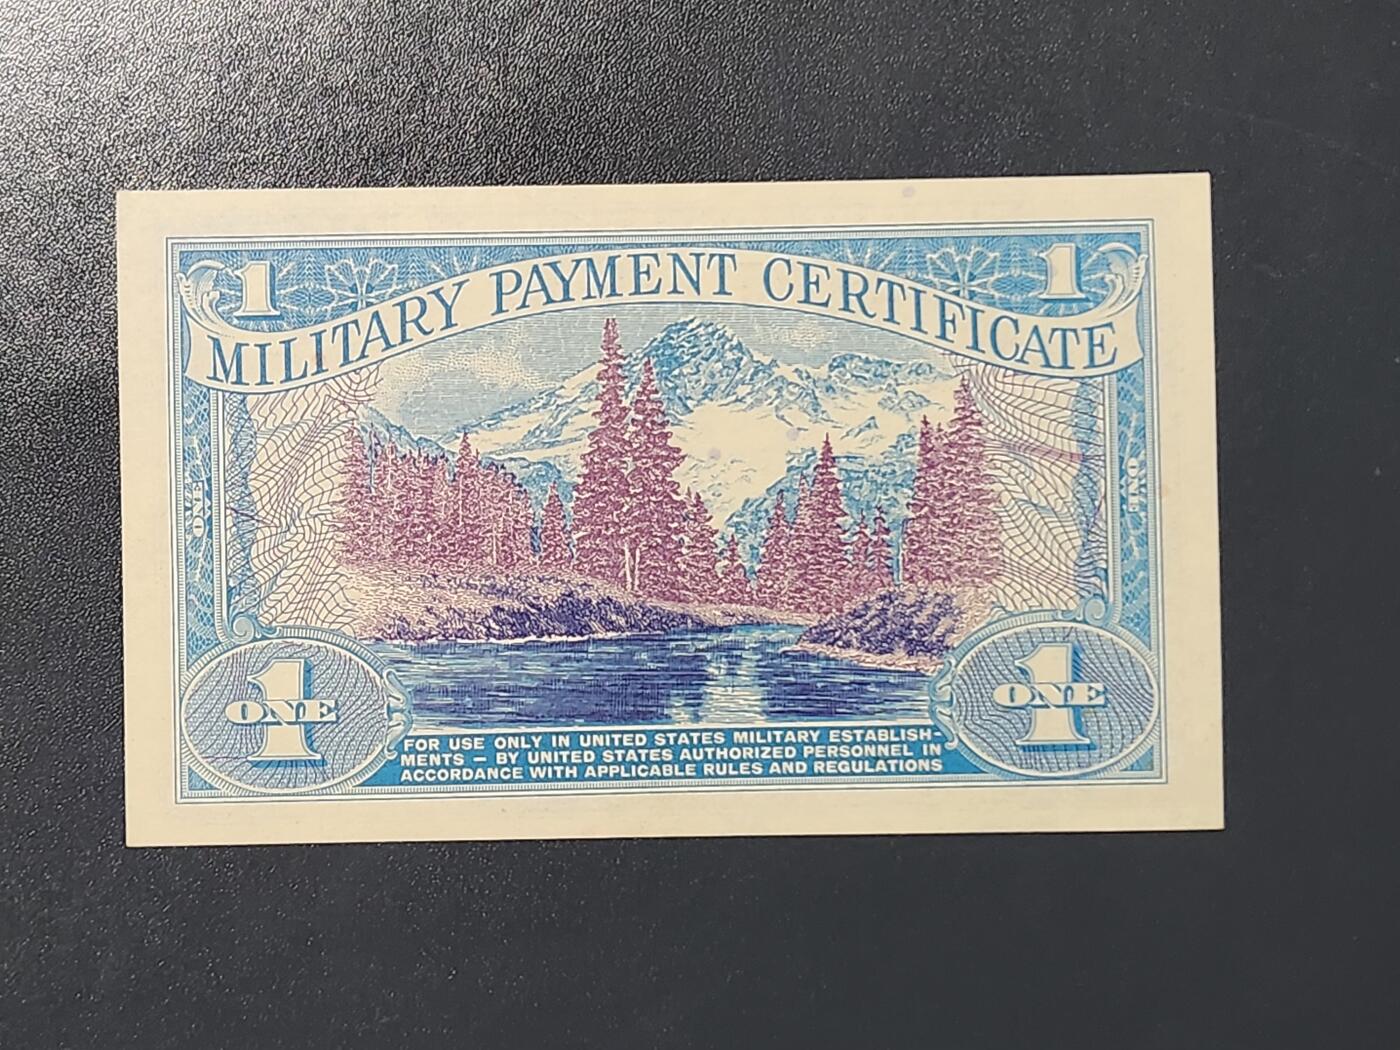 1 1
MILITARY PAYMENT CERTIFICATE
ONE ONE
1 1
ONE ONE
FOR USE ONLY IN UNITED STATES MILITARY ESTABLISH-
MENTS – BY UNITED STATES AUTHORIZED PERSONNEL IN
ACCORDANCE WITH APPLICABLE RULES AND REGULATIONS